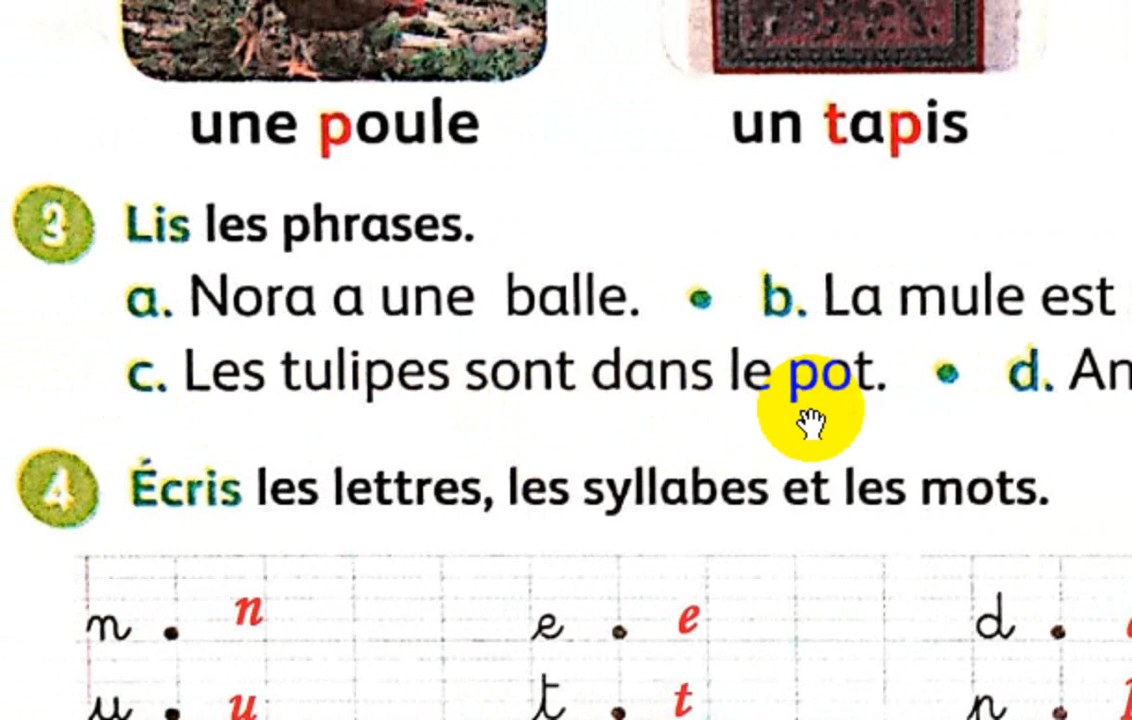 une poule un tapis
3 Lis les phrases.
a. Nora a une balle. • b. La mule est
c. Les tulipes sont dans le pot. • d. An
4 Écris les lettres, les syllabes et les mots.
n . n e . e d .
u . u t . t p .